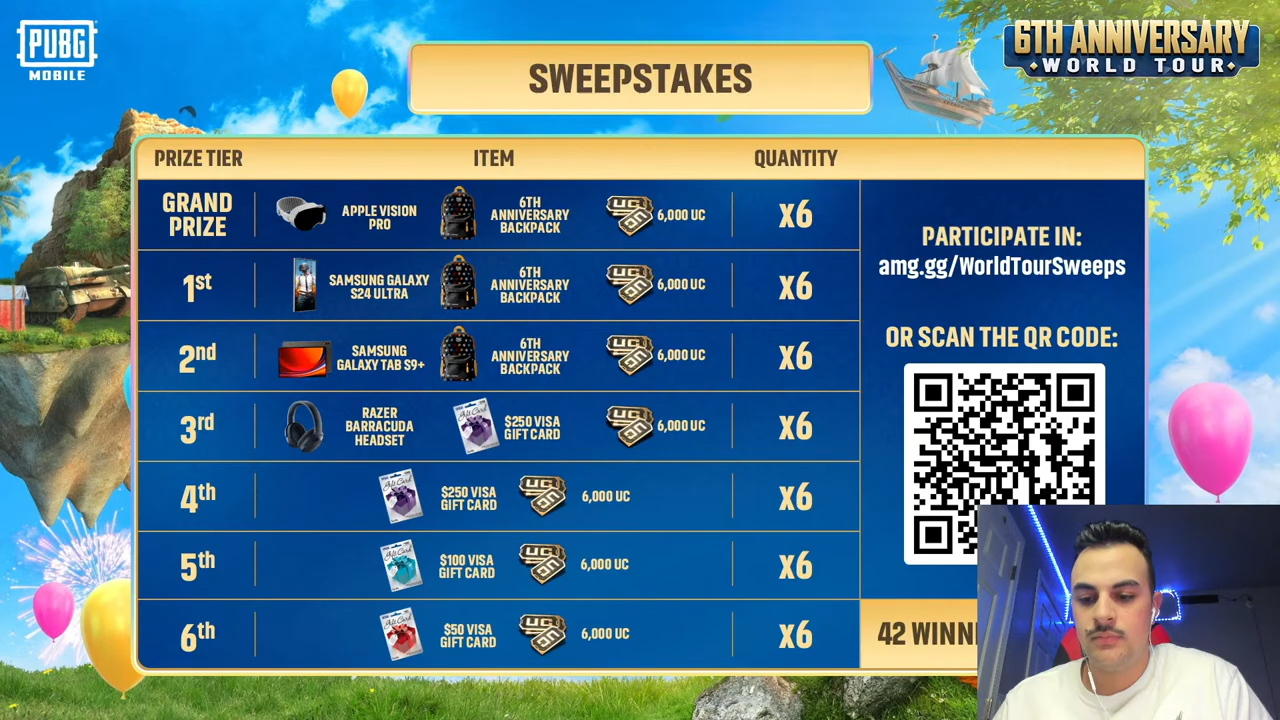 PUBG
MOBILE
SWEEPSTAKES
6TH ANNIVERSARY
WORLD TOUR
PRIZE TIER
ITEM
QUANTITY
GRAND
PRIZE
APPLE VISION
PRO
6TH
ANNIVERSARY
BACKPACK
6,000 UC
X6
1st
SAMSUNG GALAXY
S24 ULTRA
6TH
ANNIVERSARY
BACKPACK
6,000 UC
X6
2nd
SAMSUNG
GALAXY TAB S9+
6TH
ANNIVERSARY
BACKPACK
6,000 UC
X6
3rd
RAZER
BARRACUDA
HEADSET
$250 VISA
GIFT CARD
6,000 UC
X6
4th
$250 VISA
GIFT CARD
6,000 UC
X6
5th
$100 VISA
GIFT CARD
6,000 UC
X6
6th
$50 VISA
GIFT CARD
6,000 UC
X6
PARTICIPATE IN:
amg.gg/WorldTourSweeps
OR SCAN THE QR CODE:
42